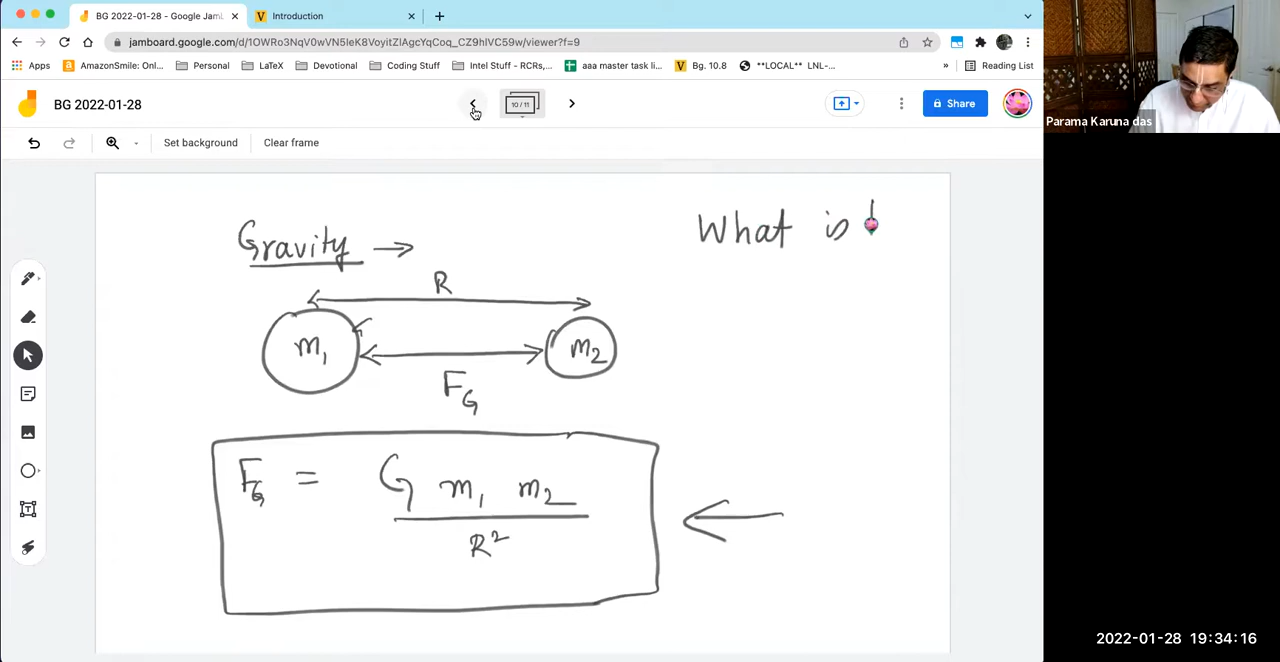 BG 2022-01-28 - Google Jam
Introduction
jamboard.google.com/d/1OWRo3NqV0wVN5leK8VoyitZlAgcYqCoq_CZ9hIVC59w/viewer?f=9
Apps AmazonSmile: Onl... Personal LaTeX Devotional Coding Stuff Intel Stuff - RCRs,... aaa master task li... Bg. 10.8 **LOCAL** LNL-... » Reading List
BG 2022-01-28
10 / 11
Share
Parama Karuna das
Set background
Clear frame
Gravity →
What is
R
m1
m2
FG
FG = G m1 m2
R2
2022-01-28 19:34:16